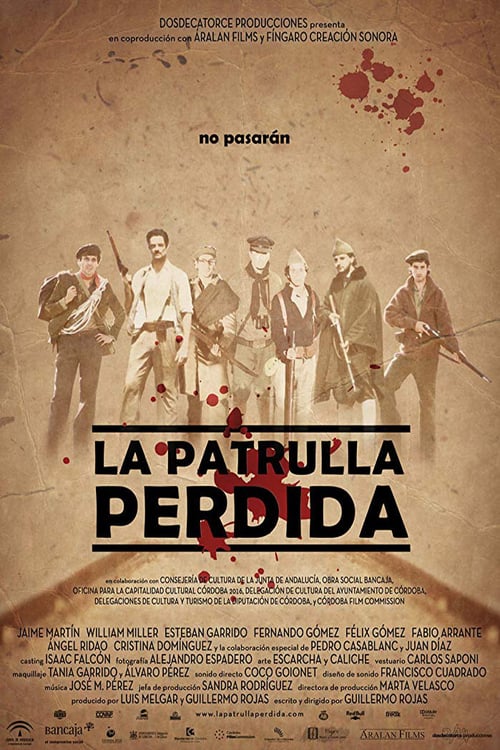 DOSDECATORCE PRODUCCIONES presenta
en coproducción con ÁRALAN FILMS y FÍNGARO CREACIÓN SONORA
no pasarán
LA PATRULLA
PERDIDA
en colaboración con CONSEJERÍA DE CULTURA DE LA JUNTA DE ANDALUCÍA, OBRA SOCIAL BANCAJA,
OFICINA PARA LA CAPITALIDAD CULTURAL CÓRDOBA 2016, DELEGACIÓN DE CULTURA DEL AYUNTAMIENTO DE CÓRDOBA,
DELEGACIONES DE CULTURA Y TURISMO DE LA DIPUTACIÓN DE CÓRDOBA, y CÓRDOBA FILM COMMISSION
JAIME MARTÍN WILLIAM MILLER ESTEBAN GARRIDO FERNANDO GÓMEZ FÉLIX GÓMEZ FABIO ARRANTE
ÁNGEL RIDAO CRISTINA DOMÍNGUEZ y la colaboración especial de PEDRO CASABLANC y JUAN DÍAZ
casting ISAAC FALCÓN fotografía ALEJANDRO ESPADERO arte ESCARCHA y CALICHE vestuario CARLOS SAPONI
maquillaje TANIA GARRIDO y ÁLVARO PÉREZ sonido directo COCO GOIONET diseño de sonido FRANCISCO CUADRADO
música JOSÉ M. PÉREZ jefa de producción SANDRA RODRÍGUEZ directora de producción MARTA VELASCO
producido por LUIS MELGAR y GUILLERMO ROJAS escrito y dirigido por GUILLERMO ROJAS
www.lapatrullaperdida.com
bancaja
ÁRALAN FILMS